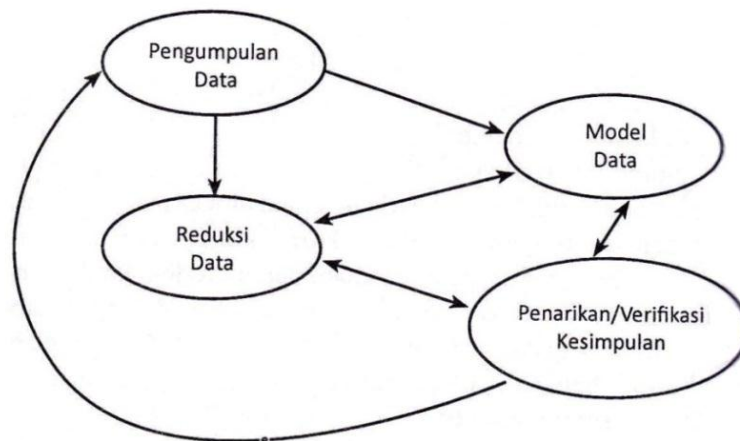 Pengumpulan
Data
Model
Data
Reduksi
Data
Penarikan/Verifikasi
Kesimpulan